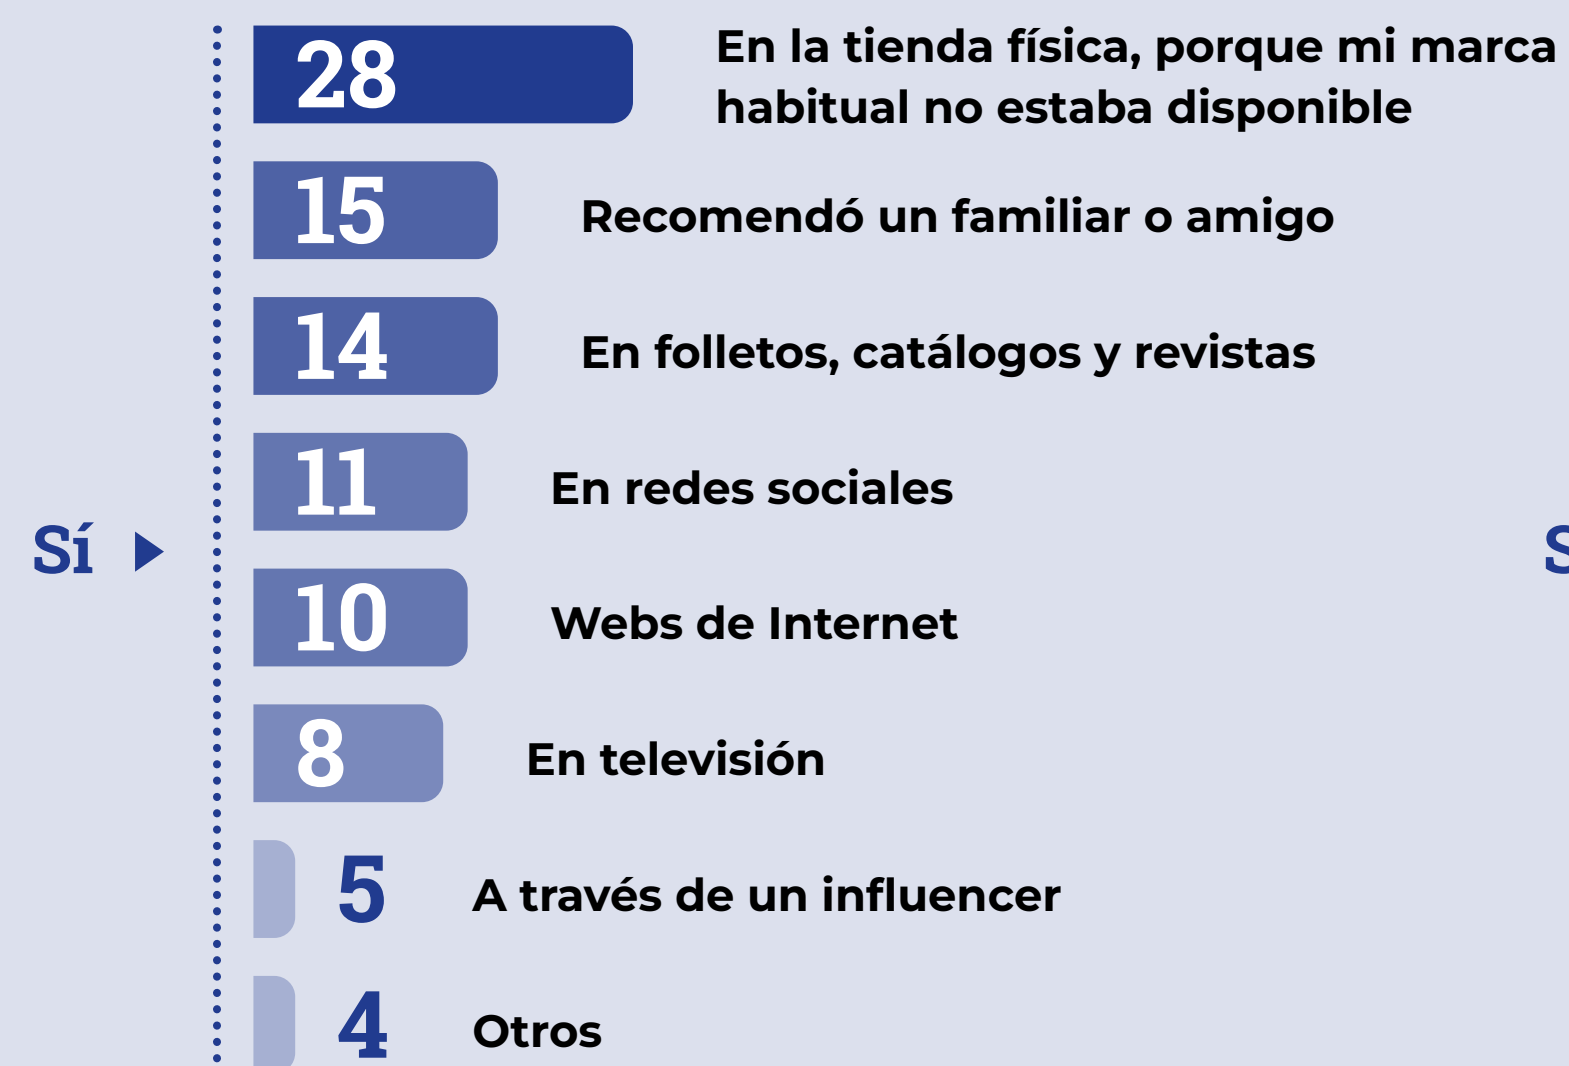 28
En la tienda física, porque mi marca
habitual no estaba disponible
15
Recomendó un familiar o amigo
14
En folletos, catálogos y revistas
11
En redes sociales
Sí
10
Webs de Internet
8
En televisión
5
A través de un influencer
4
Otros